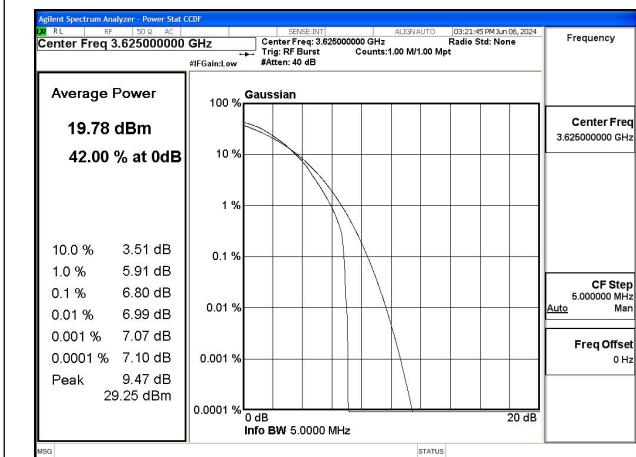 Agilent Spectrum Analyzer - Power Stat CCDF
RL RF 50 Ω AC SENSE:INT ALIGN AUTO 03:21:45 PM Jun 06, 2024
Center Freq 3.625000000 GHz
Center Freq: 3.625000000 GHz Radio Std: None
Trig: RF Burst Counts:1.00 M/1.00 Mpt
#IFGain:Low #Atten: 40 dB
Frequency
Average Power
19.78 dBm
42.00 % at 0dB
10.0 % 3.51 dB
1.0 % 5.91 dB
0.1 % 6.80 dB
0.01 % 6.99 dB
0.001 % 7.07 dB
0.0001 % 7.10 dB
Peak 9.47 dB
29.25 dBm
Gaussian
100 %
10 %
1 %
0.1 %
0.01 %
0.001 %
0.0001 %
0 dB 20 dB
Info BW 5.0000 MHz
Center Freq
3.625000000 GHz
CF Step
5.000000 MHz
Auto Man
Freq Offset
0 Hz
MSG STATUS